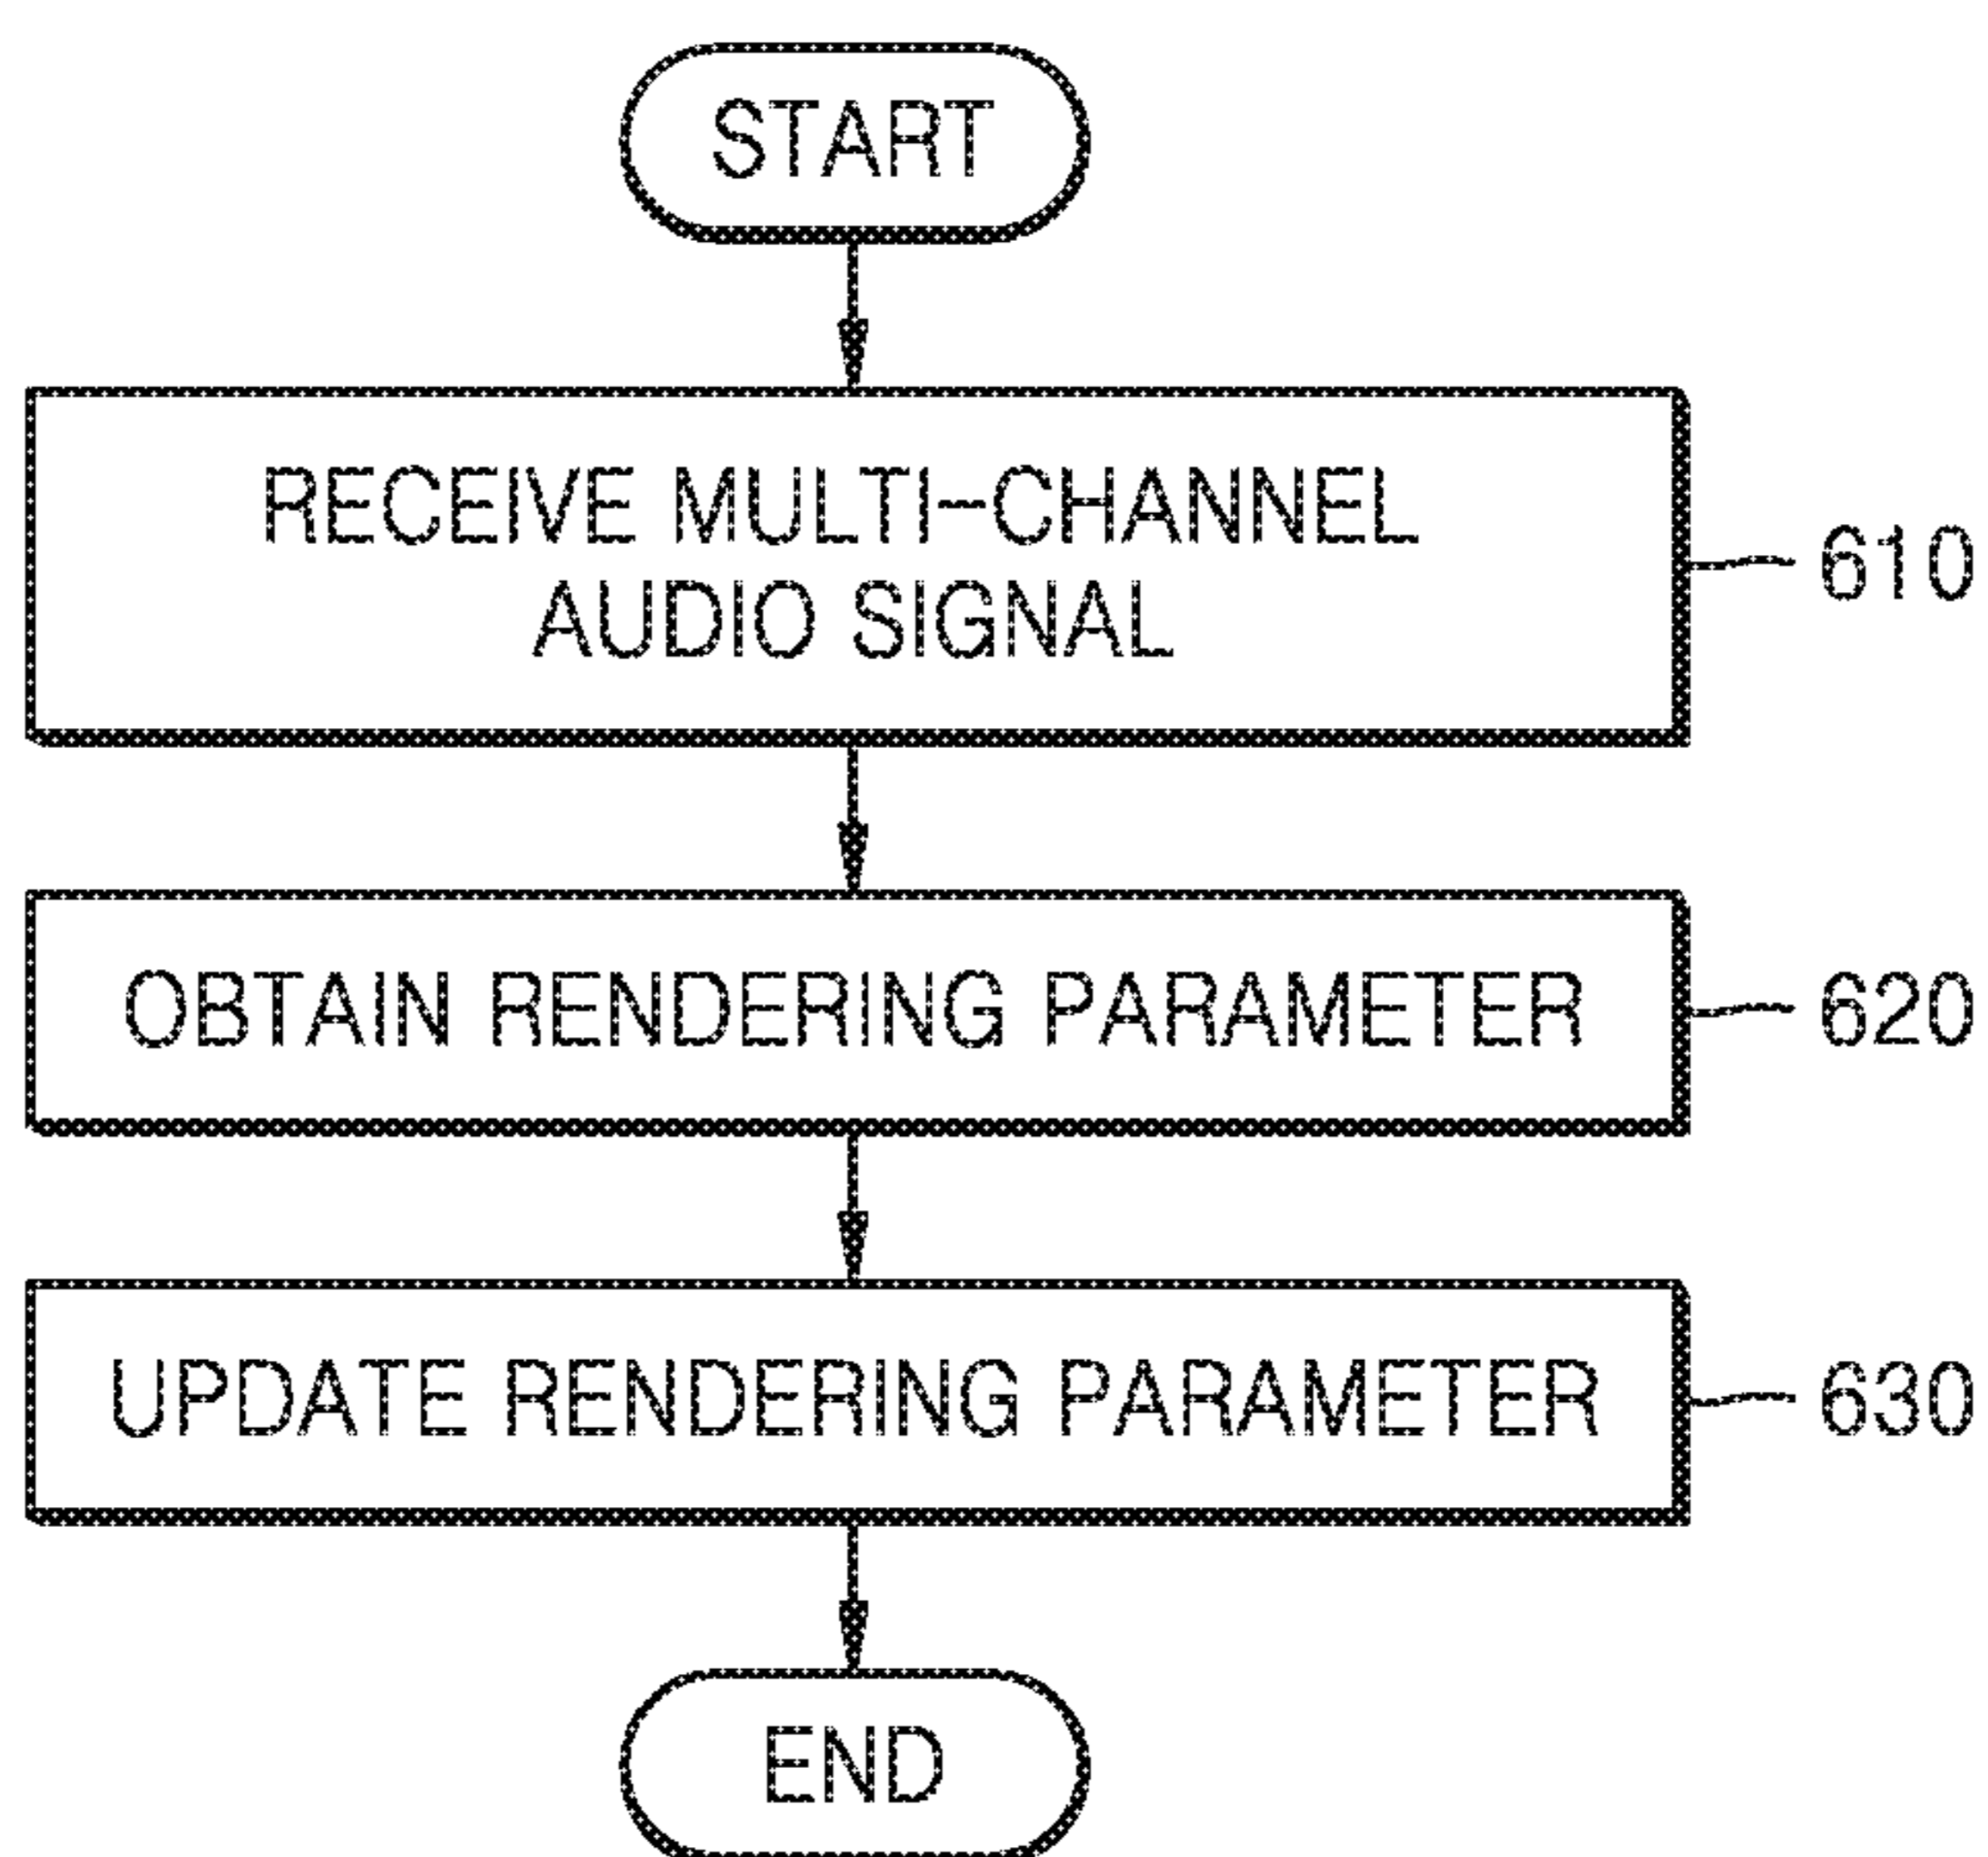 START
RECEIVE MULTI-CHANNEL
AUDIO SIGNAL
610
OBTAIN RENDERING PARAMETER
620
UPDATE RENDERING PARAMETER
630
END